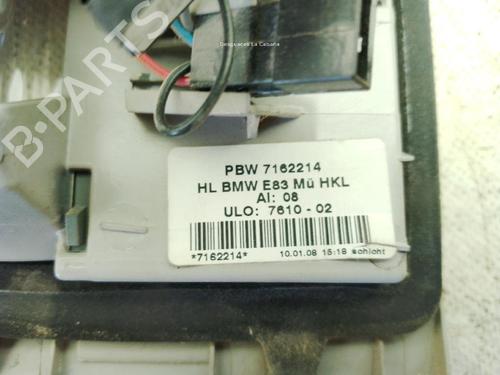 Desguaces La Cabaña
B-PARTS
PBW 7162214
HL BMW E83 Mü HKL
AI: 08
ULO: 7610 - 02
*7162214* 10.01.08 15:18 schicht